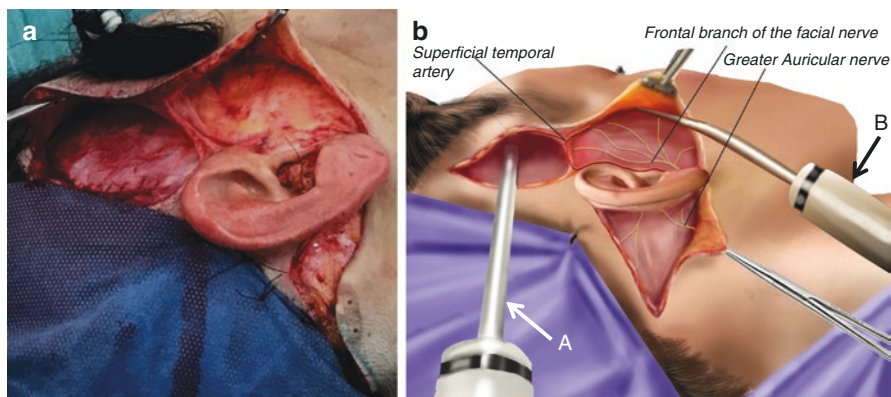 a
b
Superficial temporal
artery
Frontal branch of the facial nerve
Greater Auricular nerve
B
A